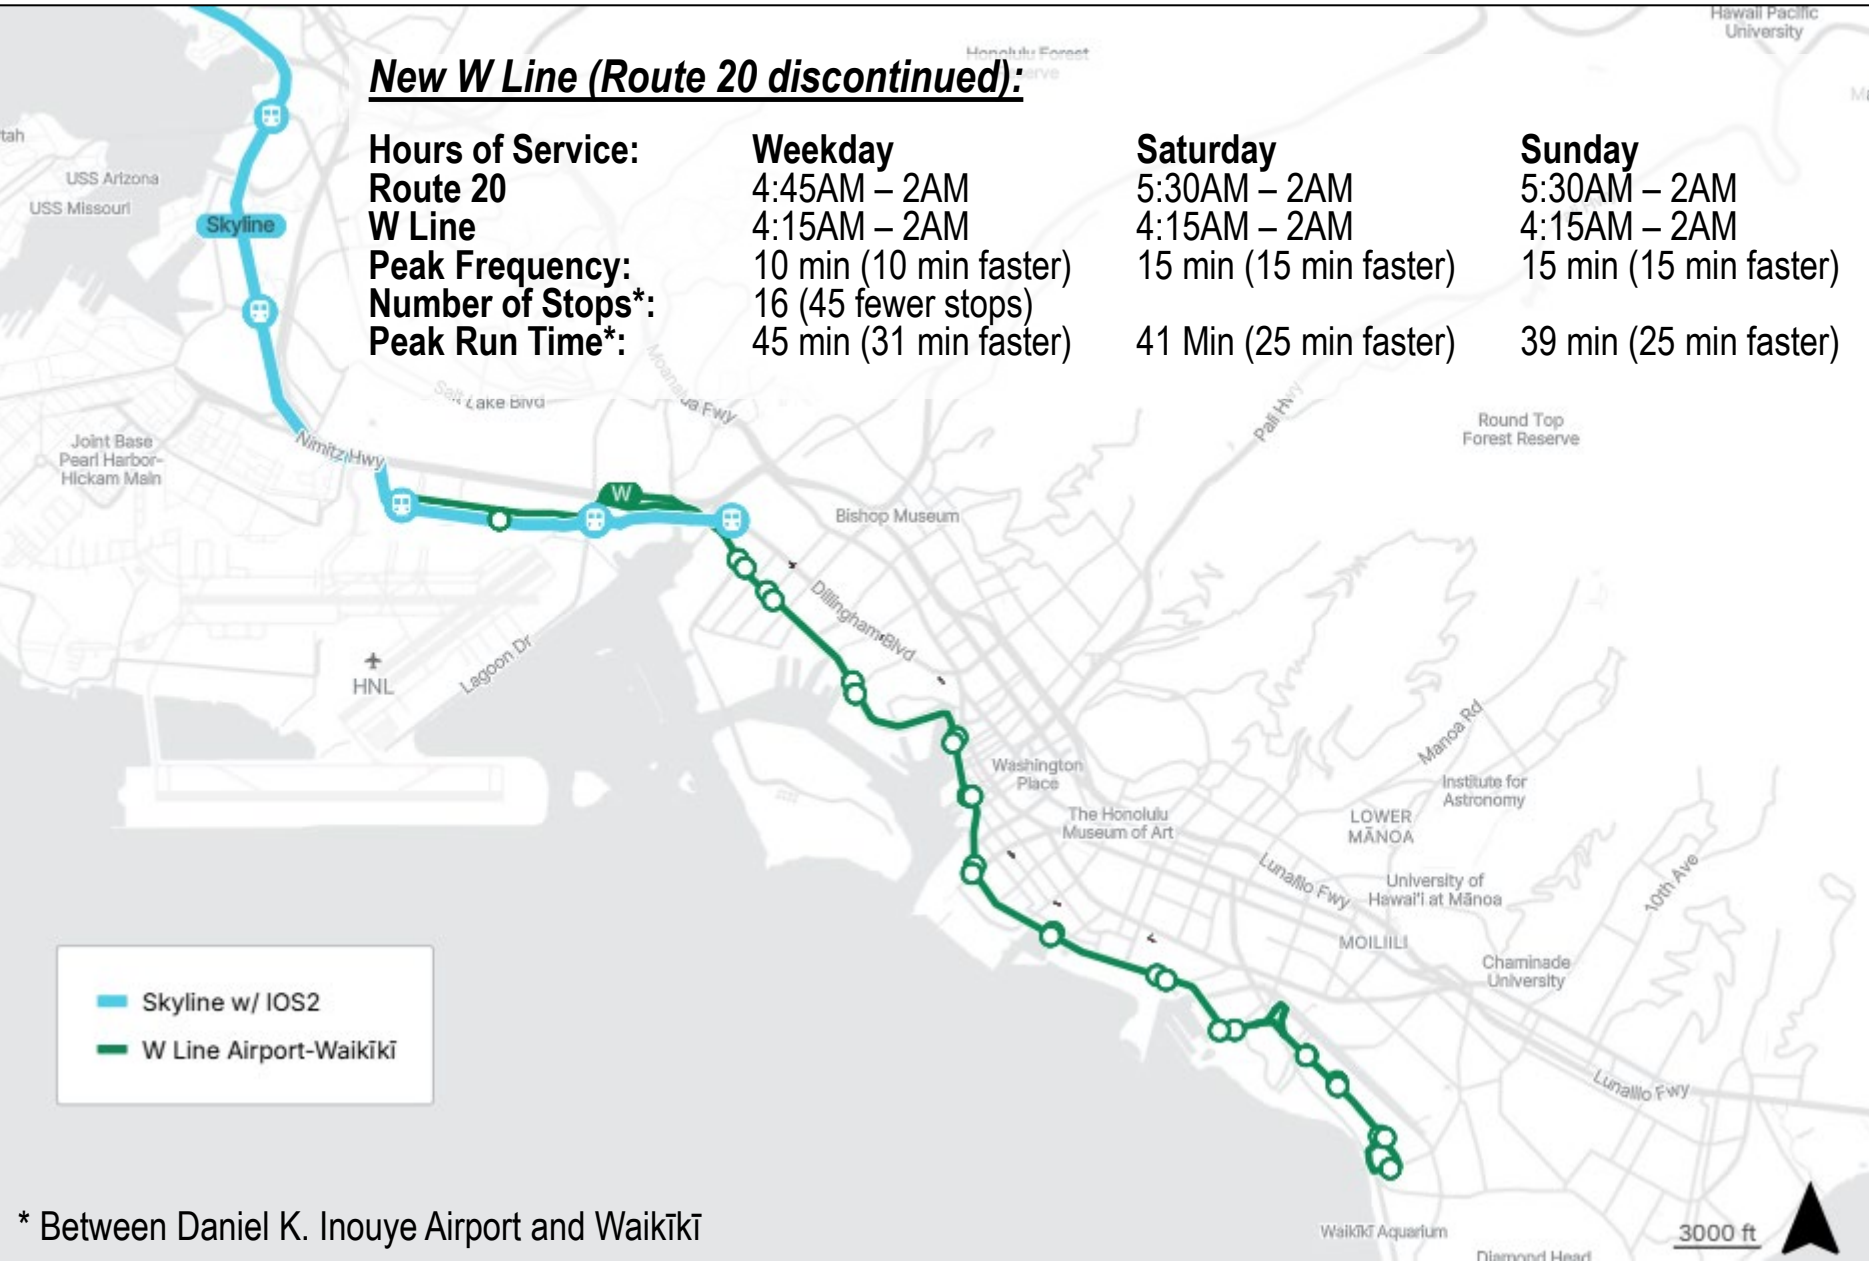 Hawaii Pacific
University
Honolulu Forest
New W Line (Route 20 discontinued):
Hours of Service: Weekday Saturday Sunday
Route 20 4:45AM – 2AM 5:30AM – 2AM 5:30AM – 2AM
W Line 4:15AM – 2AM 4:15AM – 2AM 4:15AM – 2AM
Peak Frequency: 10 min (10 min faster) 15 min (15 min faster) 15 min (15 min faster)
Number of Stops*: 16 (45 fewer stops)
Peak Run Time*: 45 min (31 min faster) 41 Min (25 min faster) 39 min (25 min faster)
USS Arizona
USS Missouri
Skyline
Salt Lake Blvd
Moanalua Fwy
Pali Hwy
Round Top
Forest Reserve
Joint Base
Pearl Harbor-
Hickam Main
Nimitz Hwy
W
Bishop Museum
Dillingham Blvd
HNL
Lagoon Dr
Washington
Place
The Honolulu
Museum of Art
Manoa Rd
Institute for
Astronomy
LOWER
MĀNOA
Lunalilo Fwy
University of
Hawai'i at Mānoa
10th Ave
MOILIILI
Chaminade
University
Lunalilo Fwy
Skyline w/ IOS2
W Line Airport-Waikīkī
* Between Daniel K. Inouye Airport and Waikīkī
Waikīkī Aquarium
Diamond Head
3000 ft